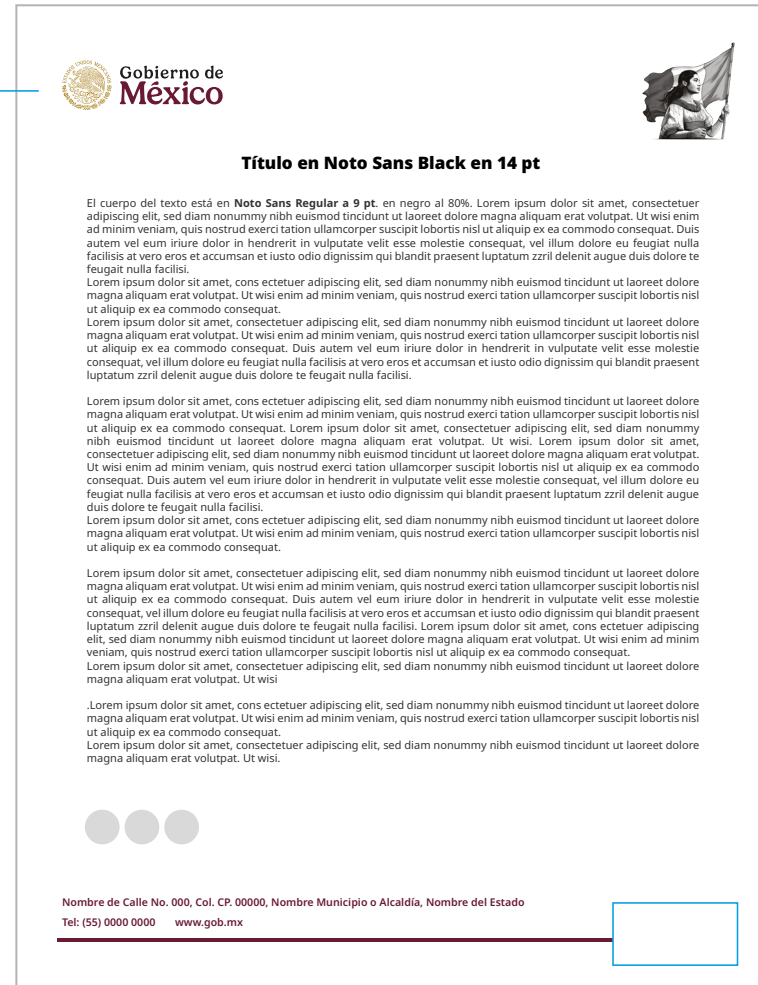 ESTADOS UNIDOS MEXICANOS
Gobierno de
México
Título en Noto Sans Black en 14 pt
El cuerpo del texto está en Noto Sans Regular a 9 pt. en negro al 80%. Lorem ipsum dolor sit amet, consectetuer
adipiscing elit, sed diam nonummy nibh euismod tincidunt ut laoreet dolore magna aliquam erat volutpat. Ut wisi enim
ad minim veniam, quis nostrud exerci tation ullamcorper suscipit lobortis nisl ut aliquip ex ea commodo consequat. Duis
autem vel eum iriure dolor in hendrerit in vulputate velit esse molestie consequat, vel illum dolore eu feugiat nulla
facilisis at vero eros et accumsan et iusto odio dignissim qui blandit praesent luptatum zzril delenit augue duis dolore te
feugait nulla facilisi.
Lorem ipsum dolor sit amet, cons ectetuer adipiscing elit, sed diam nonummy nibh euismod tincidunt ut laoreet dolore
magna aliquam erat volutpat. Ut wisi enim ad minim veniam, quis nostrud exerci tation ullamcorper suscipit lobortis nisl
ut aliquip ex ea commodo consequat.
Lorem ipsum dolor sit amet, consectetuer adipiscing elit, sed diam nonummy nibh euismod tincidunt ut laoreet dolore
magna aliquam erat volutpat. Ut wisi enim ad minim veniam, quis nostrud exerci tation ullamcorper suscipit lobortis nisl
ut aliquip ex ea commodo consequat. Duis autem vel eum iriure dolor in hendrerit in vulputate velit esse molestie
consequat, vel illum dolore eu feugiat nulla facilisis at vero eros et accumsan et iusto odio dignissim qui blandit praesent
luptatum zzril delenit augue duis dolore te feugait nulla facilisi.
Lorem ipsum dolor sit amet, consectetuer adipiscing elit, sed diam nonummy nibh euismod tincidunt ut laoreet dolore
magna aliquam erat volutpat. Ut wisi enim ad minim veniam, quis nostrud exerci tation ullamcorper suscipit lobortis nisl
ut aliquip ex ea commodo consequat. Lorem ipsum dolor sit amet, consectetuer adipiscing elit, sed diam nonummy
nibh euismod tincidunt ut laoreet dolore magna aliquam erat volutpat. Ut wisi. Lorem ipsum dolor sit amet,
consectetuer adipiscing elit, sed diam nonummy nibh euismod tincidunt ut laoreet dolore magna aliquam erat volutpat.
Ut wisi enim ad minim veniam, quis nostrud exerci tation ullamcorper suscipit lobortis nisl ut aliquip ex ea commodo
consequat. Duis autem vel eum iriure dolor in hendrerit in vulputate velit esse molestie consequat, vel illum dolore eu
feugiat nulla facilisis at vero eros et accumsan et iusto odio dignissim qui blandit praesent luptatum zzril delenit augue
duis dolore te feugait nulla facilisi.
Lorem ipsum dolor sit amet, cons ectetuer adipiscing elit, sed diam nonummy nibh euismod tincidunt ut laoreet dolore
magna aliquam erat volutpat. Ut wisi enim ad minim veniam, quis nostrud exerci tation ullamcorper suscipit lobortis nisl
ut aliquip ex ea commodo consequat.
Lorem ipsum dolor sit amet, consectetuer adipiscing elit, sed diam nonummy nibh euismod tincidunt ut laoreet dolore
magna aliquam erat volutpat. Ut wisi enim ad minim veniam, quis nostrud exerci tation ullamcorper suscipit lobortis nisl
ut aliquip ex ea commodo consequat. Duis autem vel eum iriure dolor in hendrerit in vulputate velit esse molestie
consequat, vel illum dolore eu feugiat nulla facilisis at vero eros et accumsan et iusto odio dignissim qui blandit praesent
luptatum zzril delenit augue duis dolore te feugait nulla facilisi. Lorem ipsum dolor sit amet, consectetuer adipiscing
elit, sed diam nonummy nibh euismod tincidunt ut laoreet dolore magna aliquam erat volutpat. Ut wisi enim ad minim
veniam, quis nostrud exerci tation ullamcorper suscipit lobortis nisl ut aliquip ex ea commodo consequat.
Lorem ipsum dolor sit amet, consectetuer adipiscing elit, sed diam nonummy nibh euismod tincidunt ut laoreet dolore
magna aliquam erat volutpat. Ut wisi
.Lorem ipsum dolor sit amet, cons ectetuer adipiscing elit, sed diam nonummy nibh euismod tincidunt ut laoreet dolore
magna aliquam erat volutpat. Ut wisi enim ad minim veniam, quis nostrud exerci tation ullamcorper suscipit lobortis nisl
ut aliquip ex ea commodo consequat.
Lorem ipsum dolor sit amet, consectetuer adipiscing elit, sed diam nonummy nibh euismod tincidunt ut laoreet dolore
magna aliquam erat volutpat. Ut wisi.
Nombre de Calle No. 000, Col. CP. 00000, Nombre Municipio o Alcaldía, Nombre del Estado
Tel: (55) 0000 0000 www.gob.mx